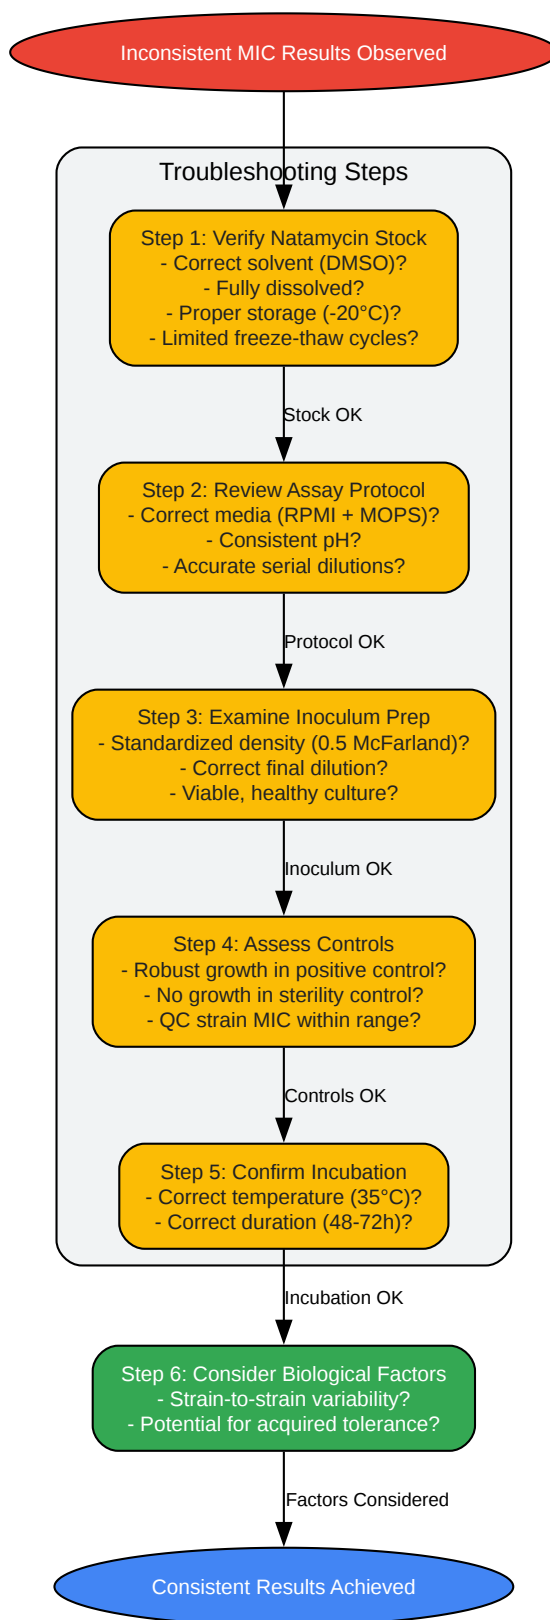 Inconsistent MIC Results Observed
Troubleshooting Steps
Step 1: Verify Natamycin Stock
- Correct solvent (DMSO)?
- Fully dissolved?
- Proper storage (-20°C)?
- Limited freeze-thaw cycles?
Stock OK
Step 2: Review Assay Protocol
- Correct media (RPMI + MOPS)?
- Consistent pH?
- Accurate serial dilutions?
Protocol OK
Step 3: Examine Inoculum Prep
- Standardized density (0.5 McFarland)?
- Correct final dilution?
- Viable, healthy culture?
Inoculum OK
Step 4: Assess Controls
- Robust growth in positive control?
- No growth in sterility control?
- QC strain MIC within range?
Controls OK
Step 5: Confirm Incubation
- Correct temperature (35°C)?
- Correct duration (48-72h)?
Incubation OK
Step 6: Consider Biological Factors
- Strain-to-strain variability?
- Potential for acquired tolerance?
Factors Considered
Consistent Results Achieved